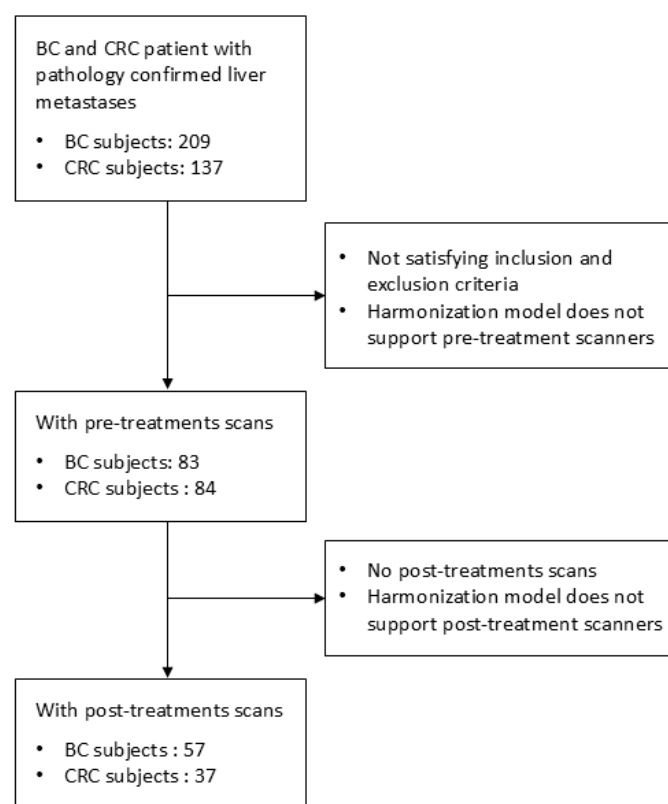 BC and CRC patient with
pathology confirmed liver
metastases
• BC subjects: 209
• CRC subjects: 137
• Not satisfying inclusion and
exclusion criteria
• Harmonization model does not
support pre-treatment scanners
With pre-treatments scans
• BC subjects: 83
• CRC subjects : 84
• No post-treatments scans
• Harmonization model does not
support post-treatment scanners
With post-treatments scans
• BC subjects : 57
• CRC subjects : 37